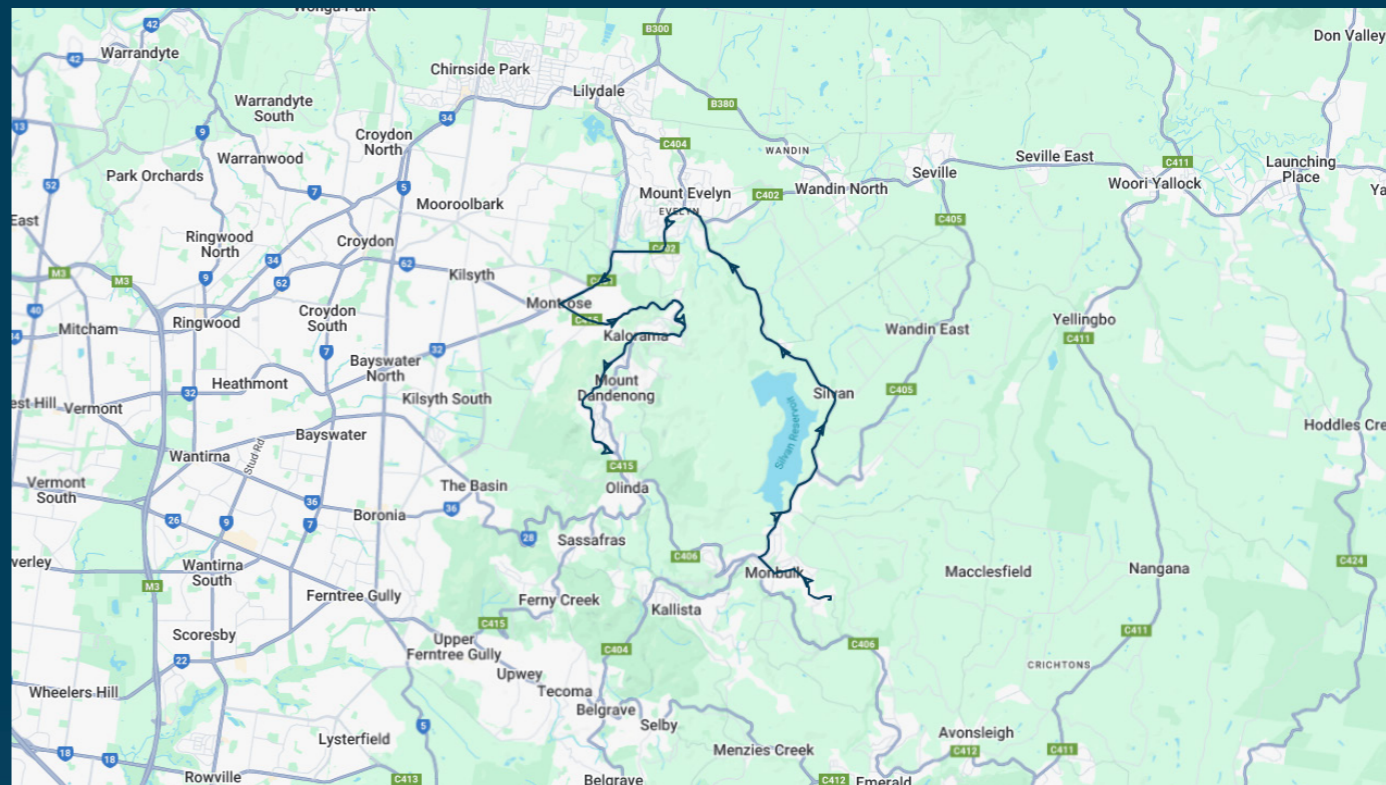 Warrandyte
42
42
B300
Don Valley
Chirnside Park
Lilydale
Warrandyte
South
34
B380
13
9
Croydon
North
C404
WANDIN
Warranwood
Seville East
C411
Launching
Place
Park Orchards
52
7
5
Mount Evelyn
C402
Wandin North
Seville
Woori Yallock
Mooroolbark
EVELYN
C405
East
Ringwood
North
Croydon
34
62
M3
M3
9
62
Kilsyth
Montrose
40
Ringwood
Croydon
South
Yellingbo
Mitcham
34
Kalorama
Wandin East
C411
7
32
Bayswater
North
Heathmont
Mount
Dandenong
Silvan
C405
32
Vermont
Kilsyth South
Silvan Reservoir
Bayswater
Wantirna
Stud Rd
C415
Olinda
Vermont
South
The Basin
36
36
Boronia
26
9
7
28
Sassafras
C406
C424
Wantirna
South
Monbulk
Macclesfield
Nangana
M3
Ferntree Gully
Ferny Creek
Kallista
C415
C411
Scoresby
Upper
Ferntree Gully
C404
C406
22
CRICHTONS
Upwey
Wheelers Hill
Tecoma
Belgrave
Selby
5
Lysterfield
Avonsleigh
Menzies Creek
C412
C411
18
18
Rowville
C413
Belgrave
C412
Emerald